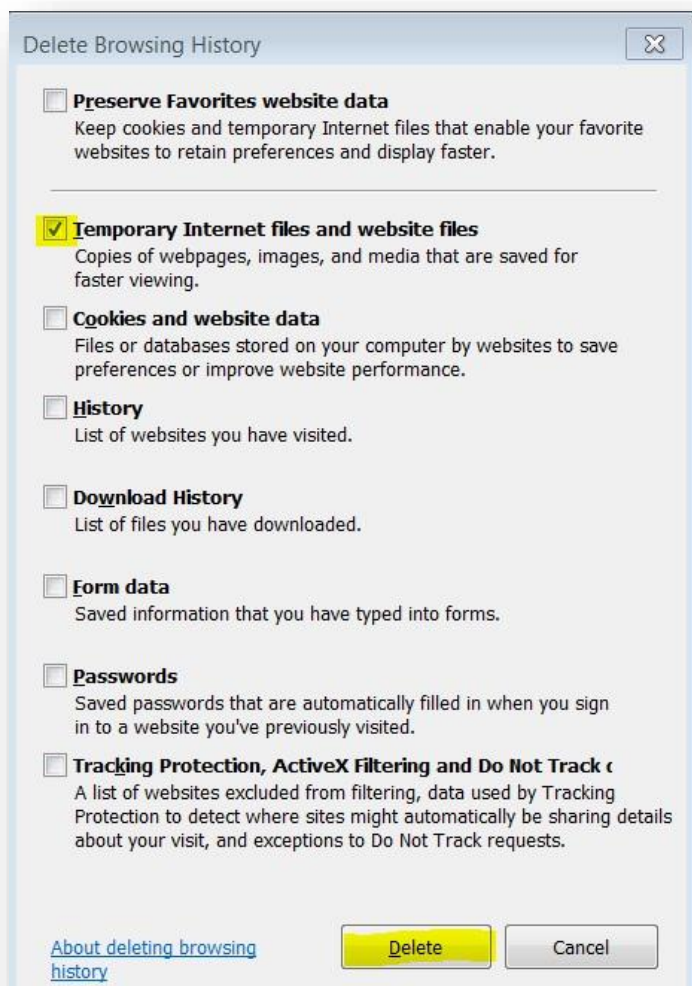 Delete Browsing History
Preserve Favorites website data
Keep cookies and temporary Internet files that enable your favorite
websites to retain preferences and display faster.
Temporary Internet files and website files
Copies of webpages, images, and media that are saved for
faster viewing.
Cookies and website data
Files or databases stored on your computer by websites to save
preferences or improve website performance.
History
List of websites you have visited.
Download History
List of files you have downloaded.
Form data
Saved information that you have typed into forms.
Passwords
Saved passwords that are automatically filled in when you sign
in to a website you've previously visited.
Tracking Protection, ActiveX Filtering and Do Not Track
A list of websites excluded from filtering, data used by Tracking
Protection to detect where sites might automatically be sharing details
about your visit, and exceptions to Do Not Track requests.
About deleting browsing
history
Delete
Cancel